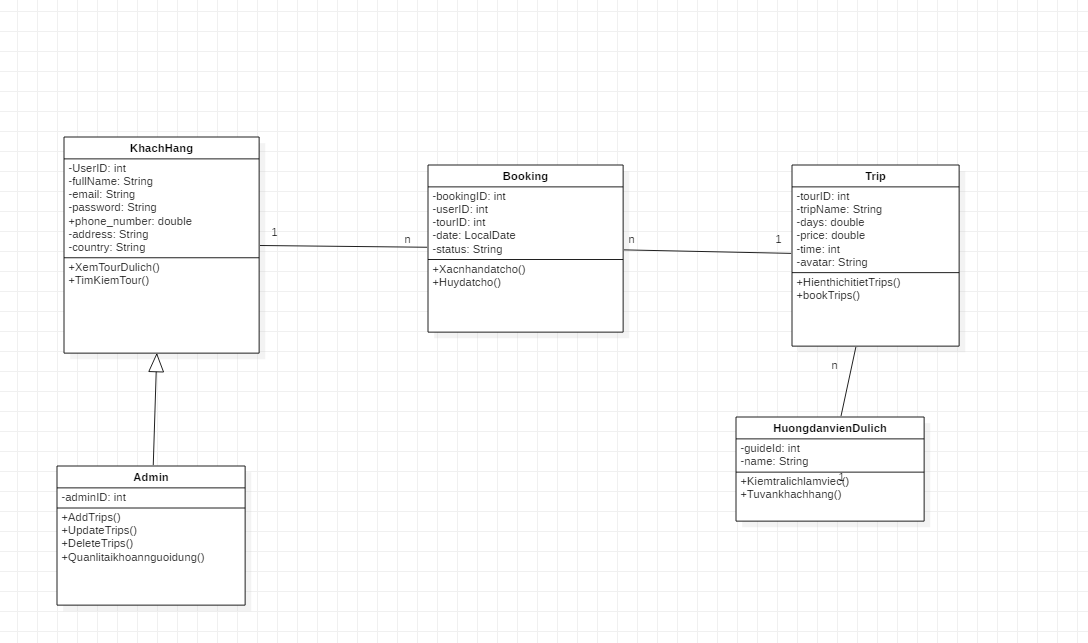 KhachHang
-UserID: int
-fullName: String
-email: String
-password: String
+phone_number: double
-address: String
-country: String
+XemTourDulich()
+TimKiemTour()
1
n
Booking
-bookingID: int
-userID: int
-tourID: int
-date: LocalDate
-status: String
+Xacnhandatcho()
+Huydatcho()
n
1
Trip
-tourID: int
-tripName: String
-days: double
-price: double
-time: int
-avatar: String
+HienthichitietTrips()
+bookTrips()
n
HuongdanvienDulich
-guideId: int
-name: String
1
+Kiemtralichlamviec()
+Tuvankhachhang()
Admin
-adminID: int
+AddTrips()
+UpdateTrips()
+DeleteTrips()
+Quanlitaikhoannguoidung()